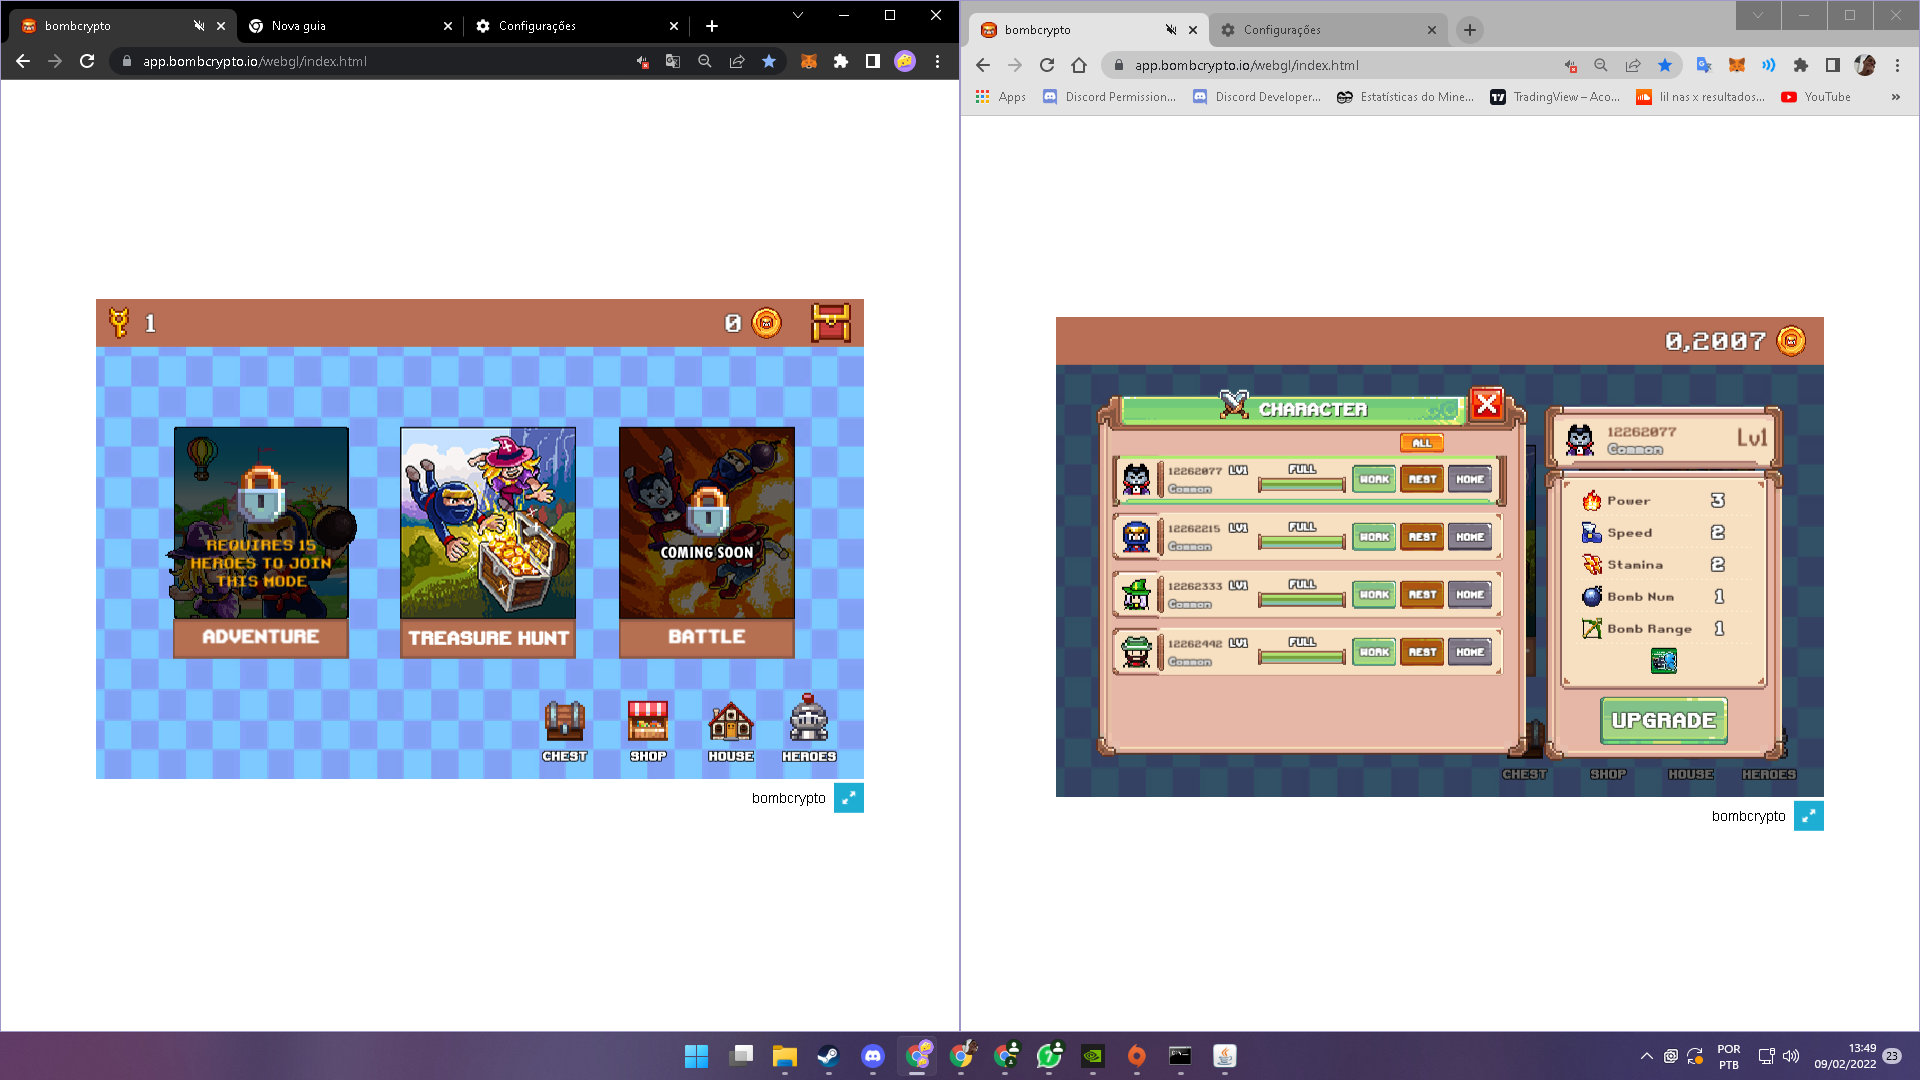 bombcrypto
Nova guia
Configurações
app.bombcrypto.io/webgl/index.html
1
0
REQUIRES 15
HEROES TO JOIN
THIS MODE
COMING SOON
ADVENTURE
TREASURE HUNT
BATTLE
CHEST
SHOP
HOUSE
HEROES
bombcrypto
bombcrypto
Configurações
app.bombcrypto.io/webgl/index.html
Apps
Discord Permission...
Discord Developer...
Estatísticas do Mine...
TradingView – Aco...
lil nas x resultados...
YouTube
»
0,2007
CHARACTER
ALL
12262077 LV1 FULL WORK REST HOME
Common
12262215 LV1 FULL WORK REST HOME
Common
12262333 LV1 FULL WORK REST HOME
Common
12262442 LV1 FULL WORK REST HOME
Common
12262077
Common
Lv1
Power 3
Speed 2
Stamina 2
Bomb Num 1
Bomb Range 1
UPGRADE
CHEST
SHOP
HOUSE
HEROES
bombcrypto
POR
PTB
13:49
09/02/2022
23